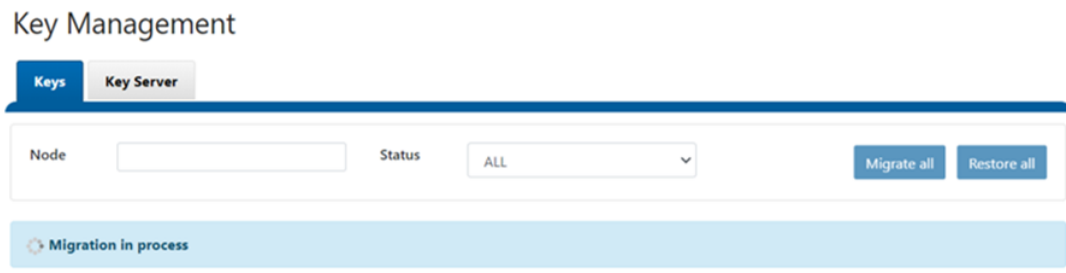 Key Management
Keys Key Server
Node Status ALL Migrate all Restore all
Migration in process